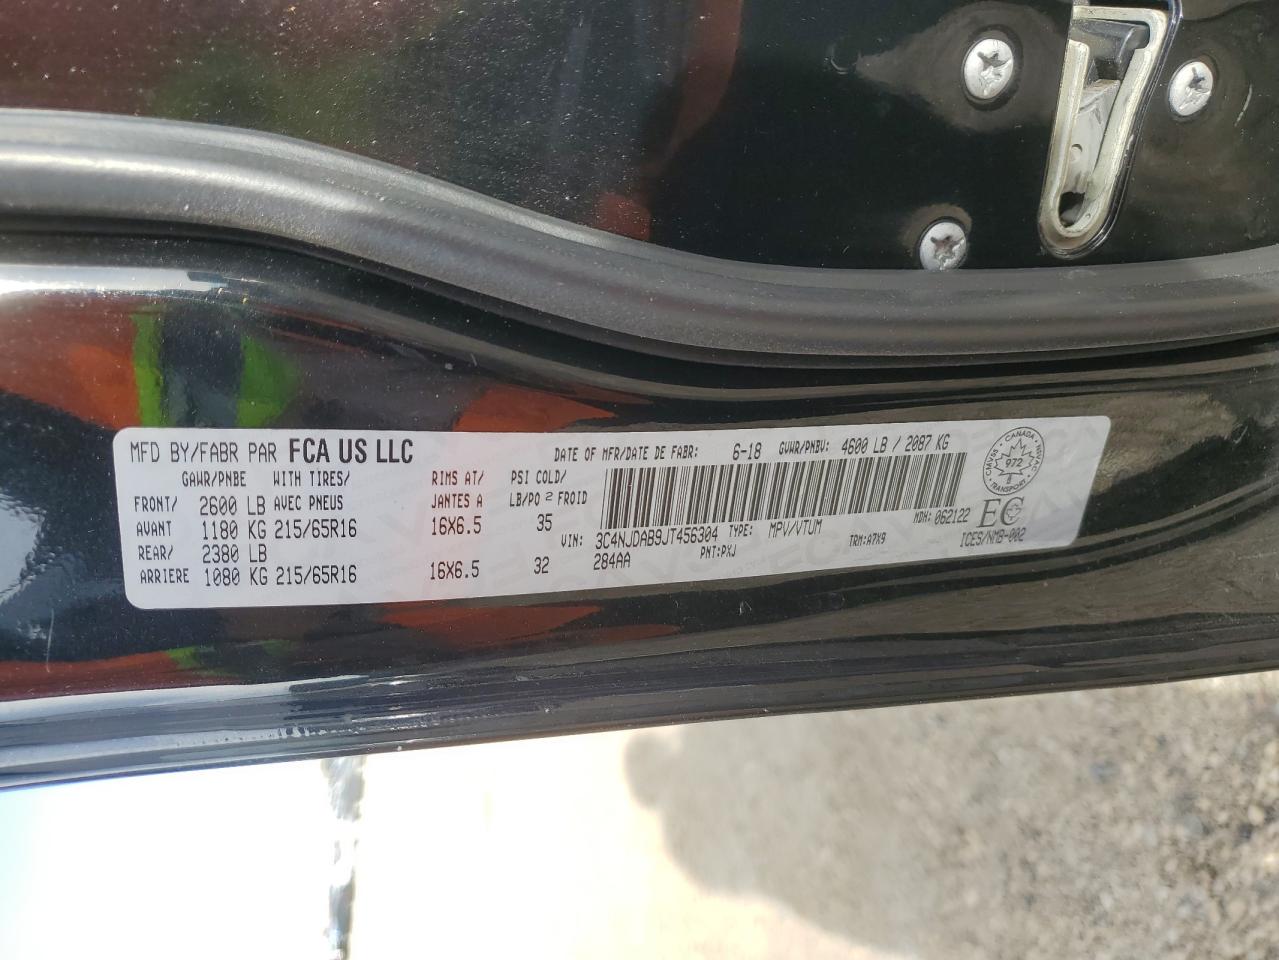 MFD BY/FABR PAR FCA US LLC DATE OF MFR/DATE DE FABR: 6-18 GVWR/PNBV: 4600 LB / 2087 KG
GAWR/PNBE WITH TIRES/ RIMS AT/ PSI COLD/
FRONT/ 2600 LB AVEC PNEUS JANTES A LB/PO 2 FROID
AVANT 1180 KG 215/65R16 16X6.5 35
REAR/ 2380 LB
ARRIERE 1080 KG 215/65R16 16X6.5 32
VIN: 3C4NJDAB9JT456304 TYPE: MPV/VTUM MDH: 062122
284AA PNT:PXJ TRM:A7X9 ICES/NMB-002
CANADA
972
8
TRANSPORT
EC